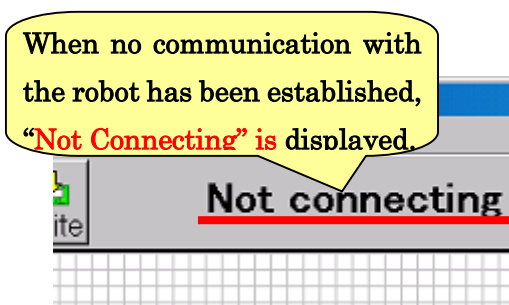 When no communication with
the robot has been established,
“Not Connecting” is displayed.
Not connecting
ite